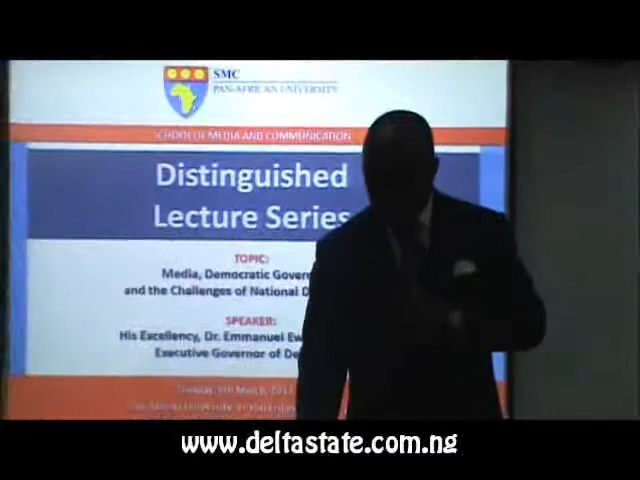 SMC
PAN-AFRICAN UNIVERSITY
SCHOOL OF MEDIA AND COMMUNICATION
Distinguished
Lecture Series
TOPIC:
Media, Democratic Gover
and the Challenges of National D
SPEAKER:
His Excellency, Dr. Emmanuel
Executive Governor of De
www.deltastate.com.ng